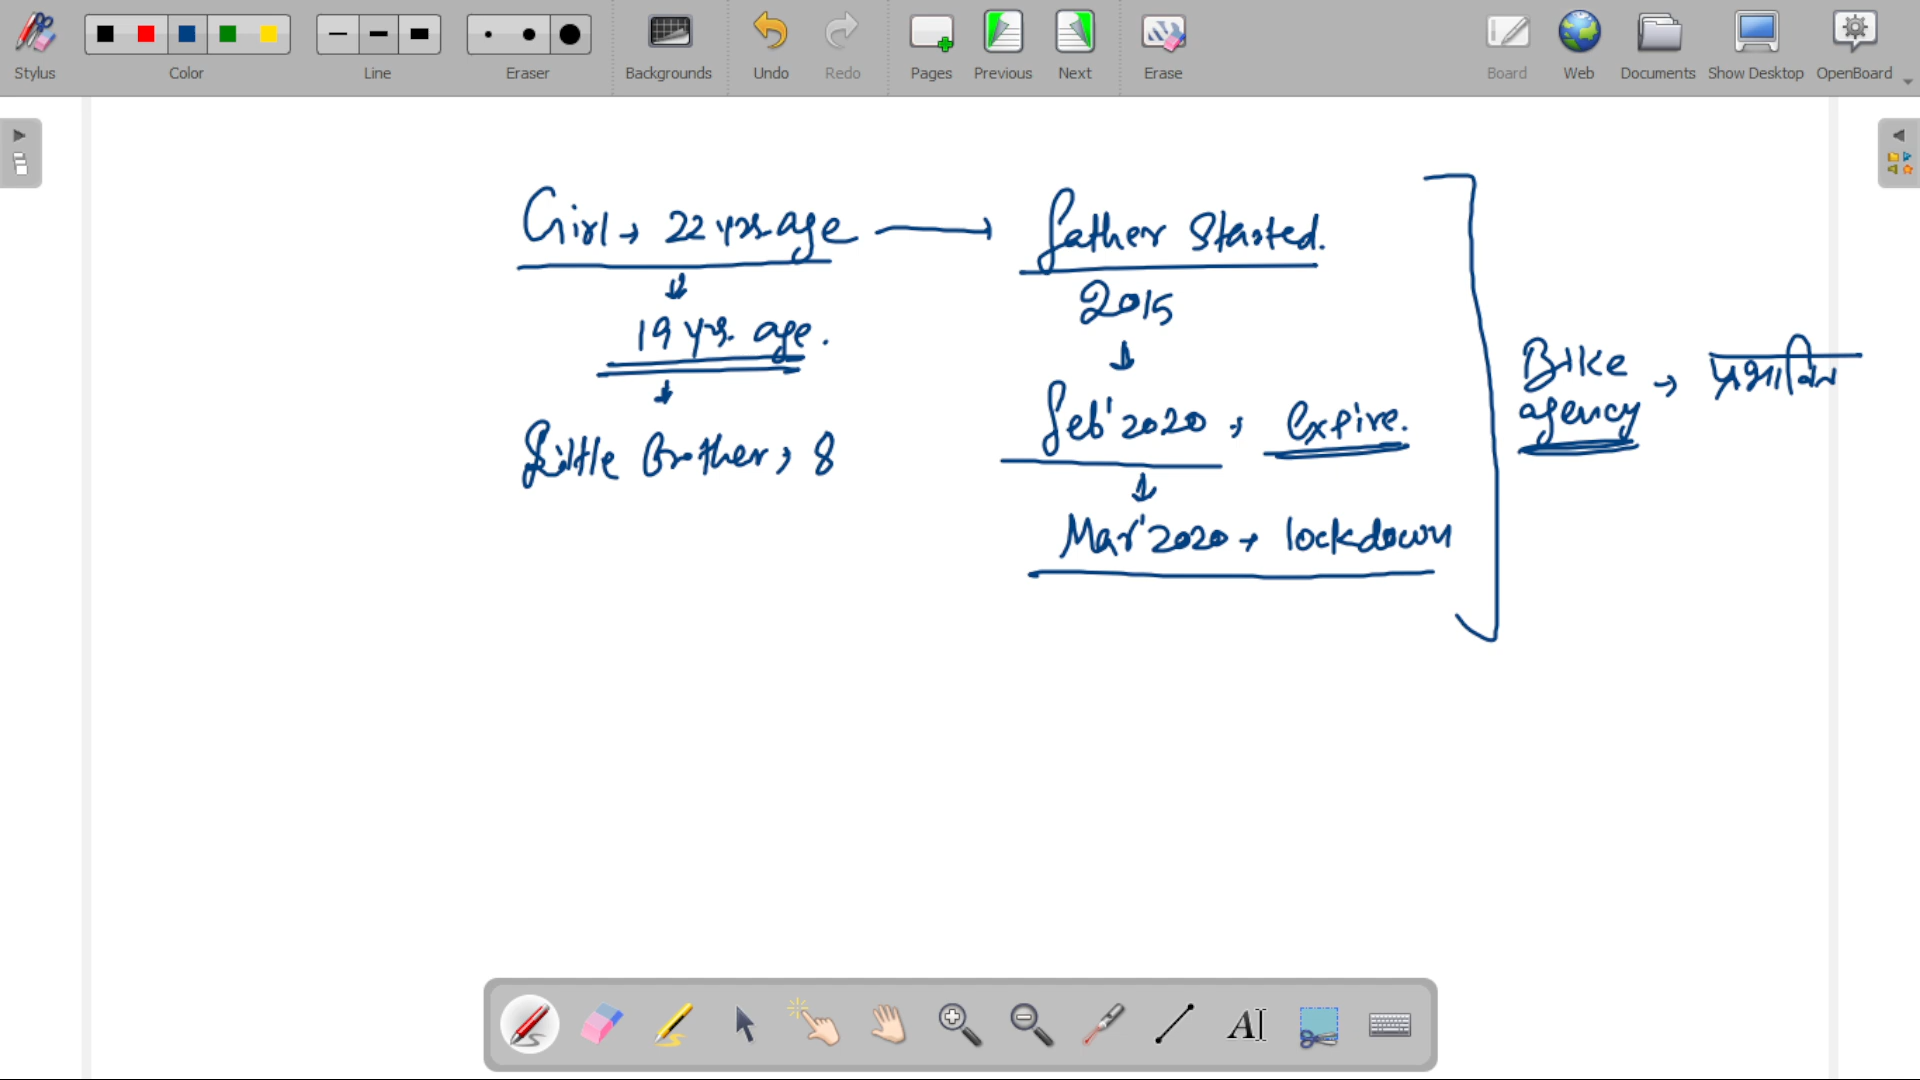 Stylus
Color
Line
Eraser
Backgrounds
Undo
Redo
Pages
Previous
Next
Erase
Board
Web
Documents
Show Desktop
OpenBoard
Girl → 22 yrs. age → Father Started.
2015
↓
19 yrs. age.
↓
Little Brother, 8
↓
Feb' 2020, Expire.
↓
Mar' 2020 → lockdown
Bike
agency →
AI